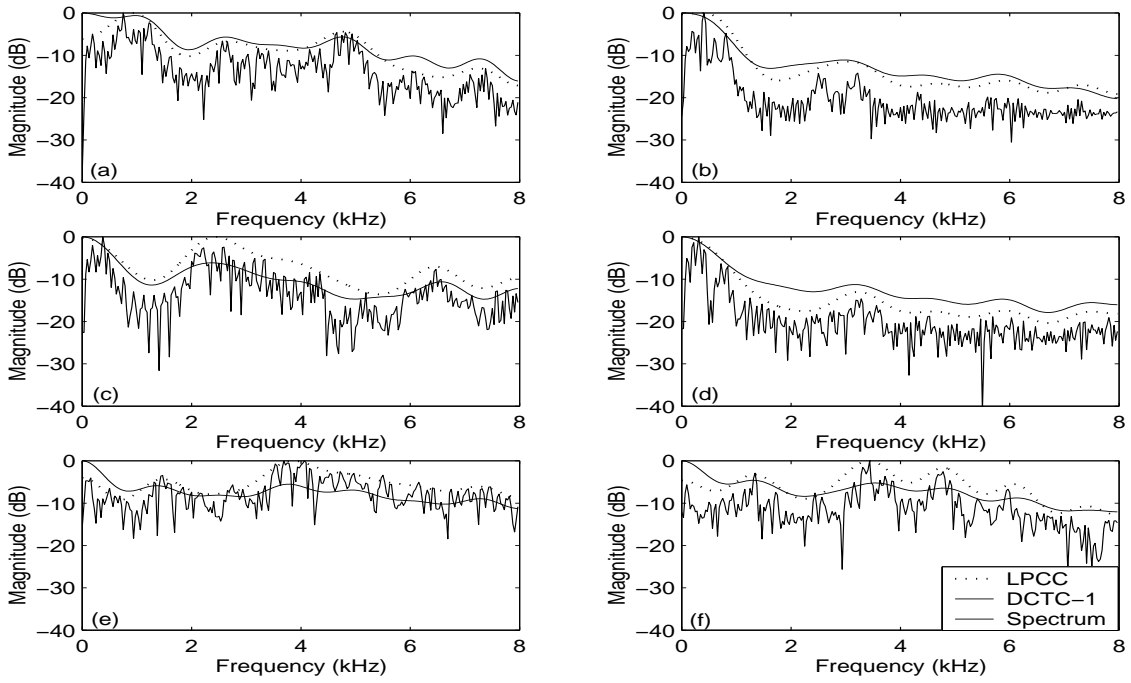 0
−10
−20
−30
−40
Magnitude (dB)
(a)
0 2 4 6 8
Frequency (kHz)
0
−10
−20
−30
−40
Magnitude (dB)
(b)
0 2 4 6 8
Frequency (kHz)
0
−10
−20
−30
−40
Magnitude (dB)
(c)
0 2 4 6 8
Frequency (kHz)
0
−10
−20
−30
−40
Magnitude (dB)
(d)
0 2 4 6 8
Frequency (kHz)
0
−10
−20
−30
−40
Magnitude (dB)
(e)
0 2 4 6 8
Frequency (kHz)
0
−10
−20
−30
−40
Magnitude (dB)
(f)
LPCC
DCTC−1
Spectrum
0 2 4 6 8
Frequency (kHz)